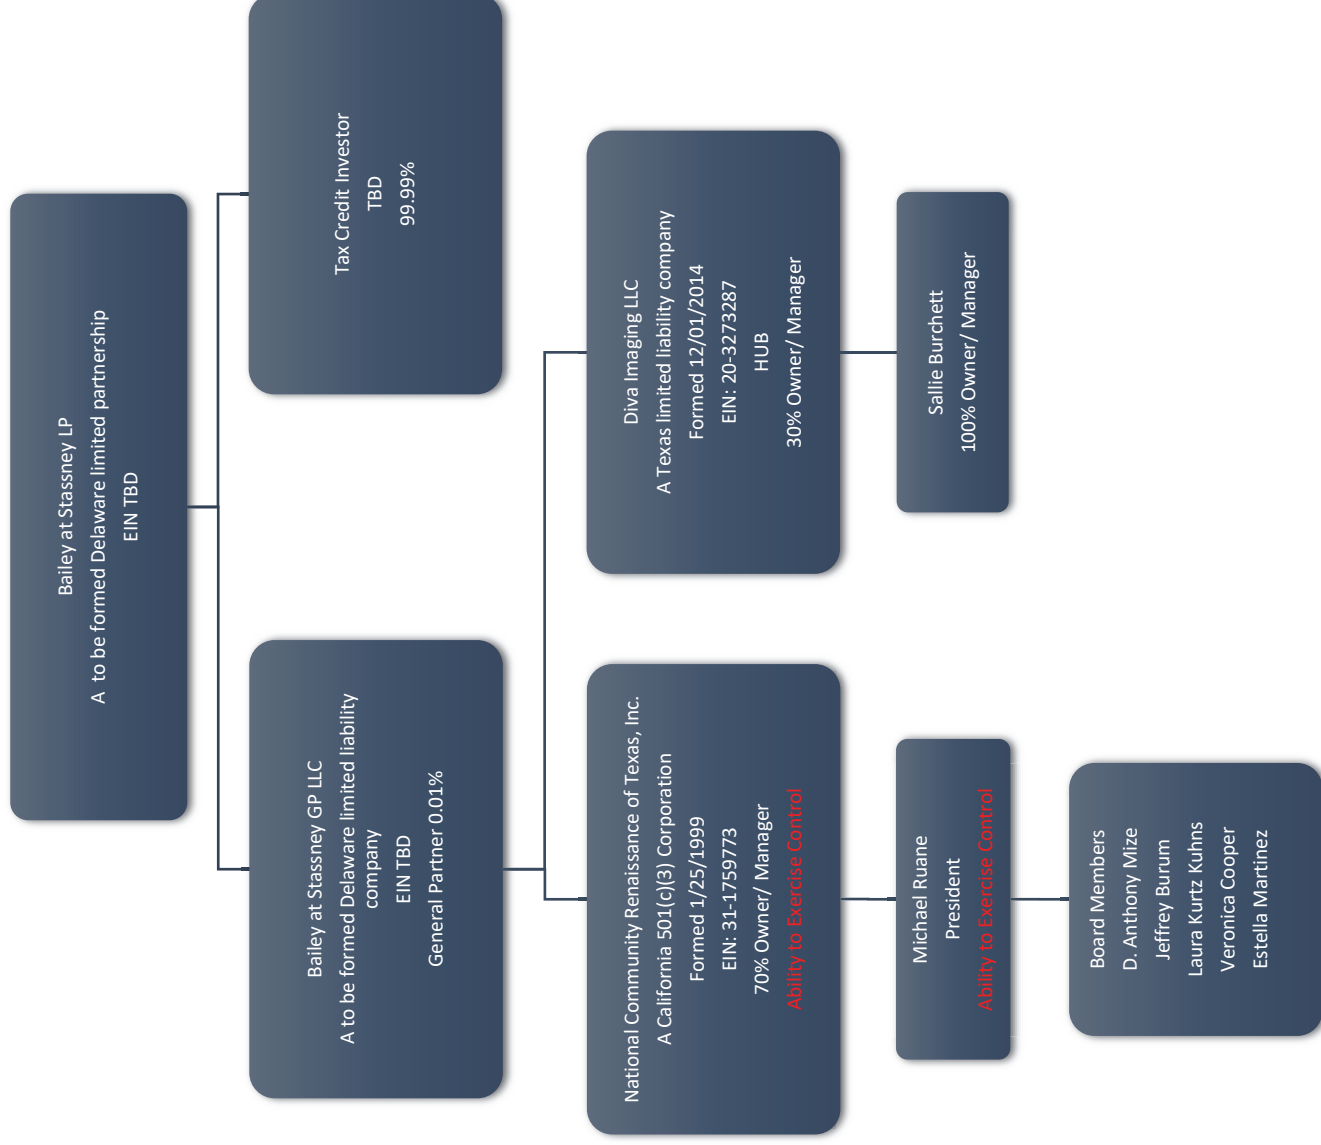 Bailey at Stassney LP
A  to be formed Delaware limited partnership
EIN TBD
Bailey at Stassney GP LLC
A to be formed Delaware limited liability
company
EIN TBD
General Partner 0.01%
Tax Credit Investor
TBD
99.99%
National Community Renaissance of Texas, Inc.
A California 501(c)(3) Corporation
Formed 1/25/1999
EIN: 31-1759773
70% Owner/ Manager
Ability to Exercise Control
Diva Imaging LLC
A Texas limited liability company
Formed 12/01/2014
EIN: 20-3273287
HUB
30% Owner/ Manager
Michael Ruane
President
Ability to Exercise Control
Sallie Burchett
100% Owner/ Manager
Board Members
D. Anthony Mize
Jeffrey Burum
Laura Kurtz Kuhns
Veronica Cooper
Estella Martinez